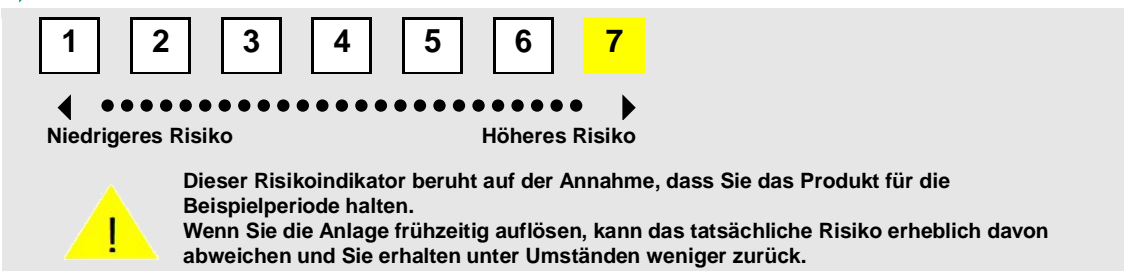 1 2 3 4 5 6 7
Niedrigeres Risiko Höheres Risiko
Dieser Risikoindikator beruht auf der Annahme, dass Sie das Produkt für die
Beispielperiode halten.
! Wenn Sie die Anlage frühzeitig auflösen, kann das tatsächliche Risiko erheblich davon
abweichen und Sie erhalten unter Umständen weniger zurück.